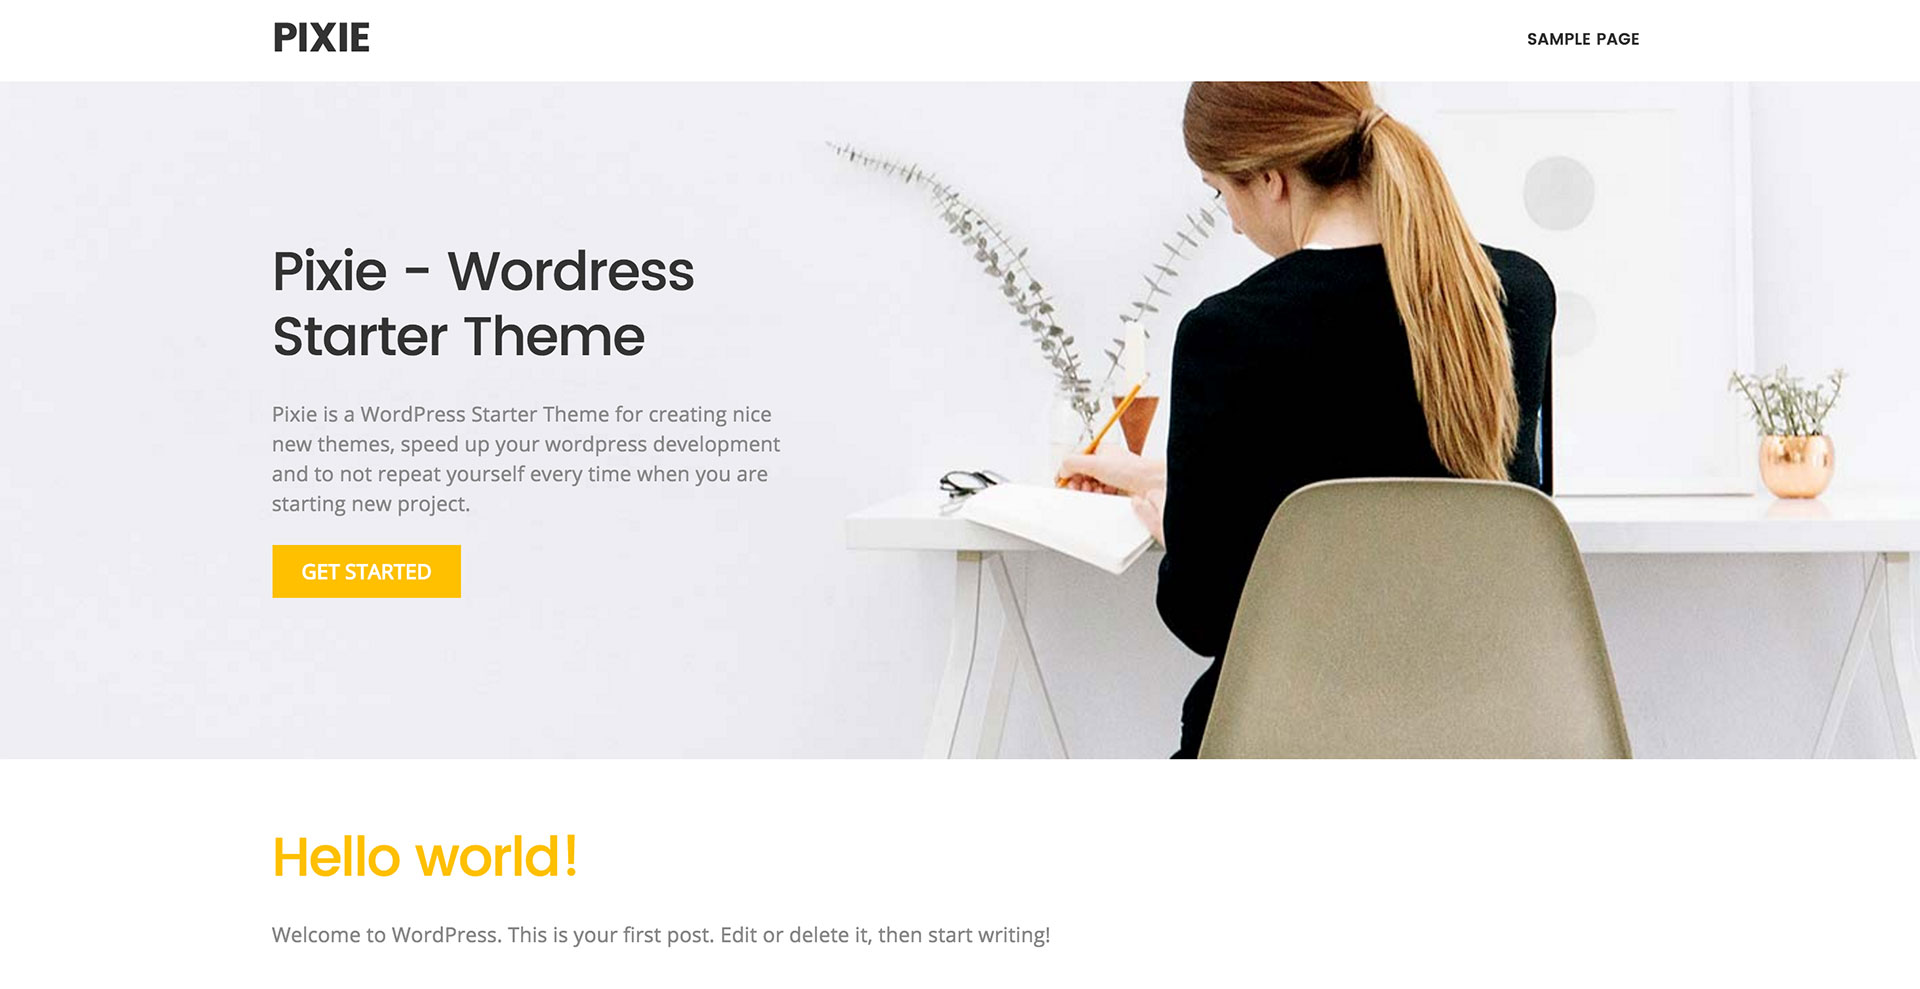 PIXIE
SAMPLE PAGE
Pixie - Wordress
Starter Theme
Pixie is a WordPress Starter Theme for creating nice
new themes, speed up your wordpress development
and to not repeat yourself every time when you are
starting new project.
GET STARTED
Hello world!
Welcome to WordPress. This is your first post. Edit or delete it, then start writing!